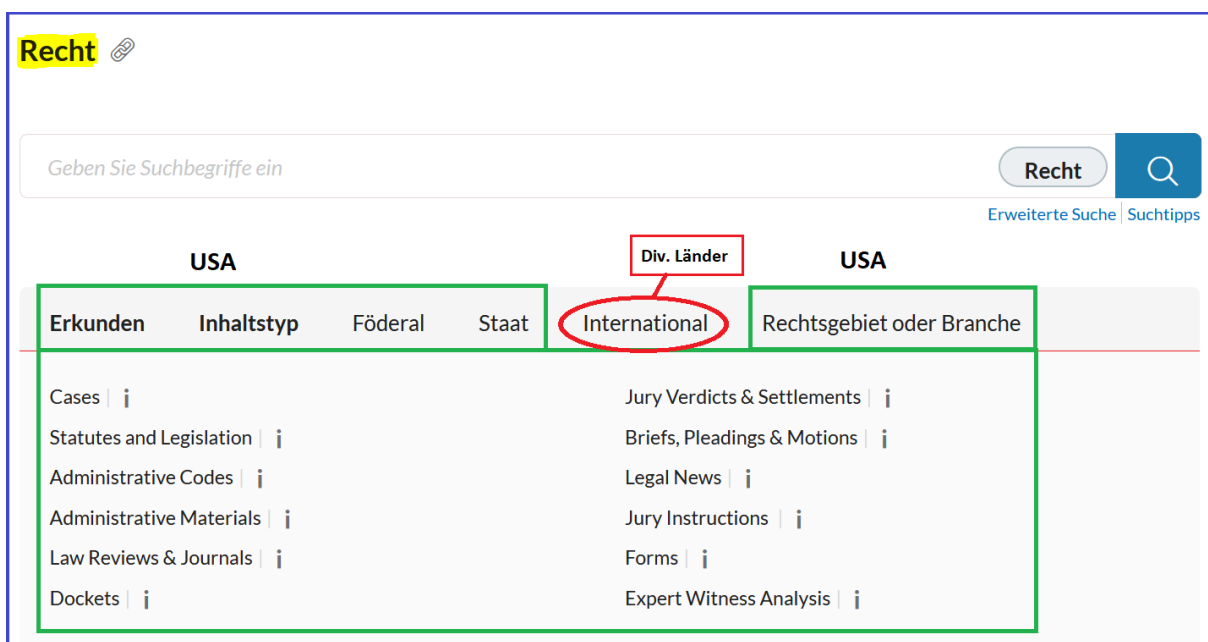 Recht
Geben Sie Suchbegriffe ein
Recht
Erweiterte Suche | Suchtipps
USA
Div. Länder
USA
Erkunden Inhaltstyp Föderal Staat International Rechtsgebiet oder Branche
Cases | i
Jury Verdicts & Settlements | i
Statutes and Legislation | i
Briefs, Pleadings & Motions | i
Administrative Codes | i
Legal News | i
Administrative Materials | i
Jury Instructions | i
Law Reviews & Journals | i
Forms | i
Dockets | i
Expert Witness Analysis | i